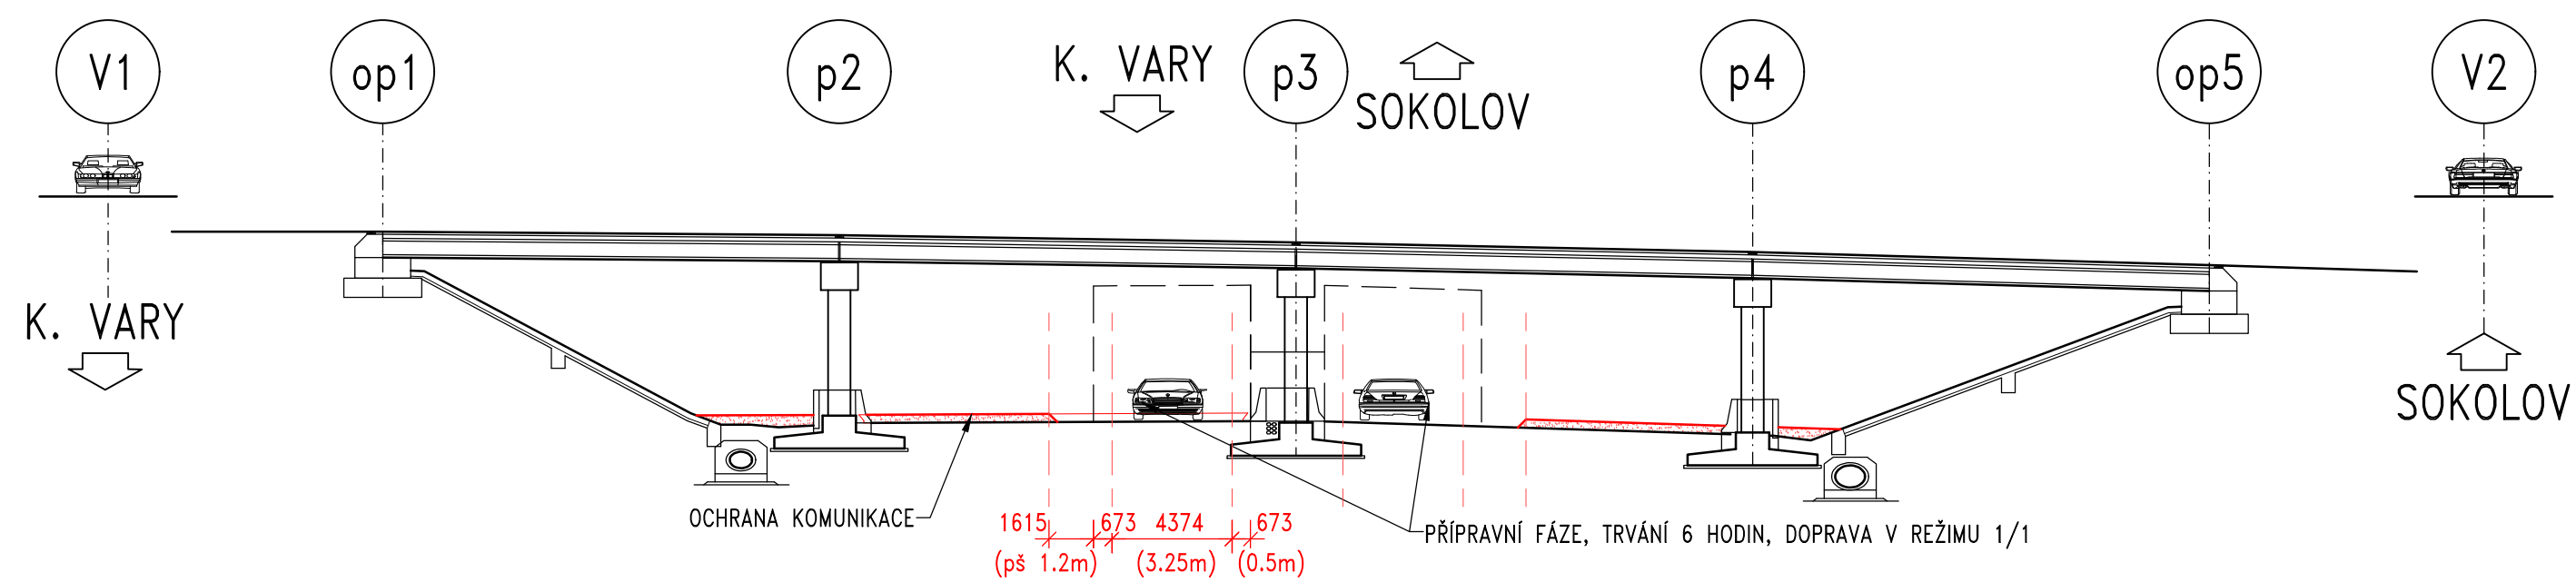 V1
op1
p2
K. VARY
p3
SOKOLOV
p4
op5
V2
K. VARY
SOKOLOV
OCHRANA KOMUNIKACE
1615 673 4374 673
(pš 1.2m) (3.25m) (0.5m)
PŘÍPRAVNÍ FÁZE, TRVÁNÍ 6 HODIN, DOPRAVA V REŽIMU 1/1